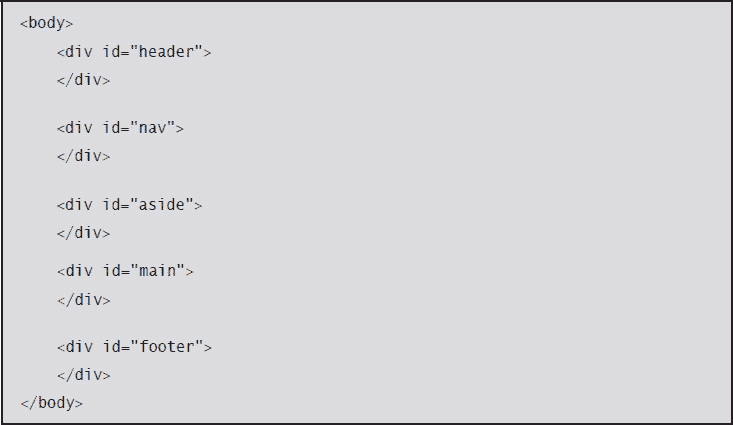 <body>
<div id="header">
</div>
<div id="nav">
</div>
<div id="aside">
</div>
<div id="main">
</div>
<div id="footer">
</div>
</body>